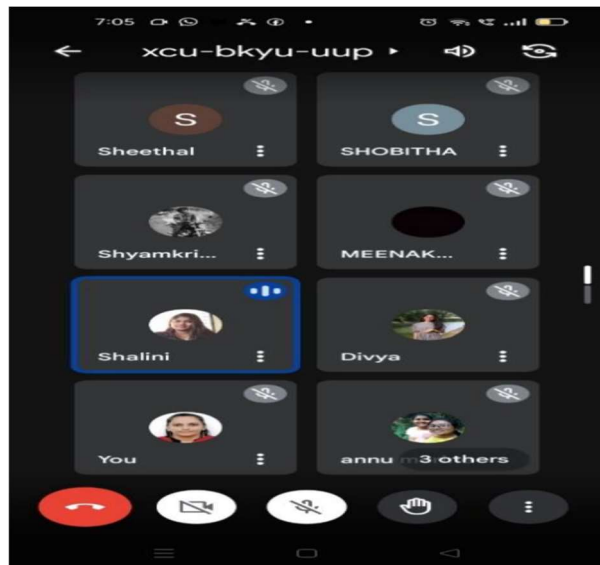 7:05
xcu-bkyu-uup
S
S
Sheethal
SHOBITHA
Shyamkri...
MEENAK...
Shalini
Divya
You
annu
3 others